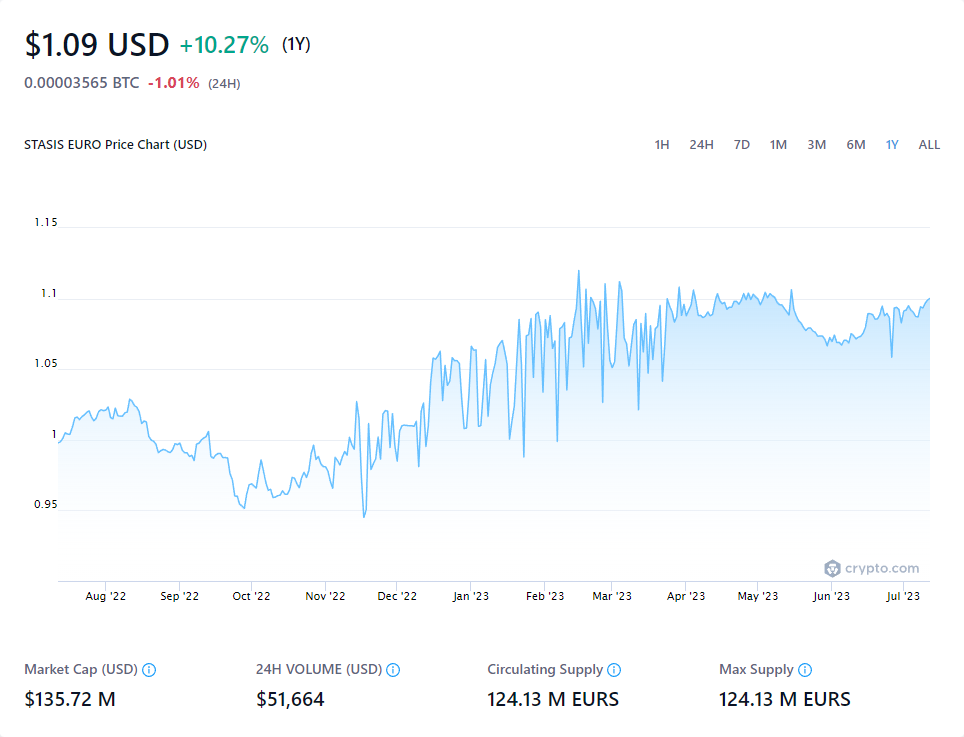 $1.09 USD +10.27% (1Y)
0.00003565 BTC -1.01% (24H)
STASIS EURO Price Chart (USD) 1H 24H 7D 1M 3M 6M 1Y ALL
1.15
1.1
1.05
1
0.95
crypto.com
Aug '22 Sep '22 Oct '22 Nov '22 Dec '22 Jan '23 Feb '23 Mar '23 Apr '23 May '23 Jun '23 Jul '23
Market Cap (USD) 24H VOLUME (USD) Circulating Supply Max Supply
$135.72 M $51,664 124.13 M EURS 124.13 M EURS